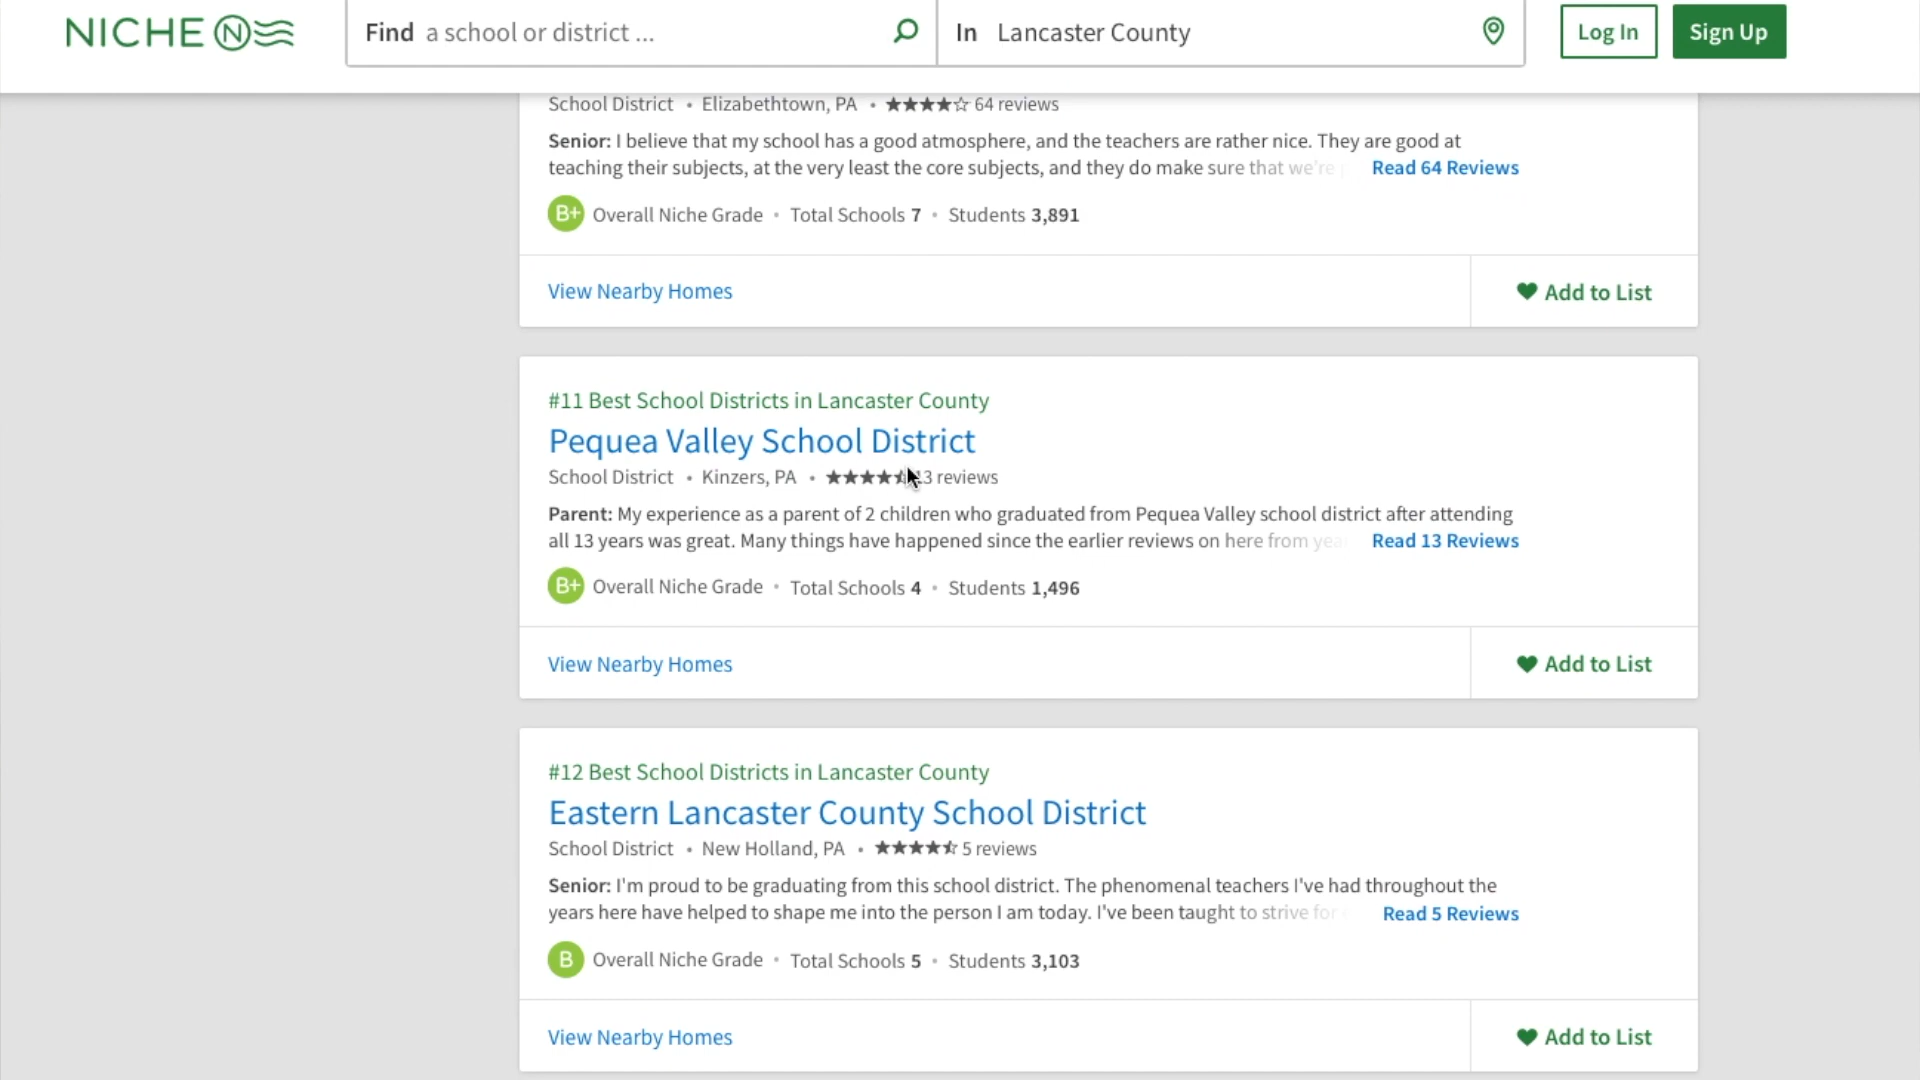 NICHE
Find a school or district ...
In Lancaster County
Log In
Sign Up
School District • Elizabethtown, PA • ★★★★☆ 64 reviews
Senior: I believe that my school has a good atmosphere, and the teachers are rather nice. They are good at
teaching their subjects, at the very least the core subjects, and they do make sure that we're Read 64 Reviews
B+ Overall Niche Grade • Total Schools 7 • Students 3,891
View Nearby Homes
Add to List
#11 Best School Districts in Lancaster County
Pequea Valley School District
School District • Kinzers, PA • 13 reviews
Parent: My experience as a parent of 2 children who graduated from Pequea Valley school district after attending
all 13 years was great. Many things have happened since the earlier reviews on here from Read 13 Reviews
B+ Overall Niche Grade • Total Schools 4 • Students 1,496
View Nearby Homes
Add to List
#12 Best School Districts in Lancaster County
Eastern Lancaster County School District
School District • New Holland, PA • 5 reviews
Senior: I'm proud to be graduating from this school district. The phenomenal teachers I've had throughout the
years here have helped to shape me into the person I am today. I've been taught to strive for Read 5 Reviews
B Overall Niche Grade • Total Schools 5 • Students 3,103
View Nearby Homes
Add to List